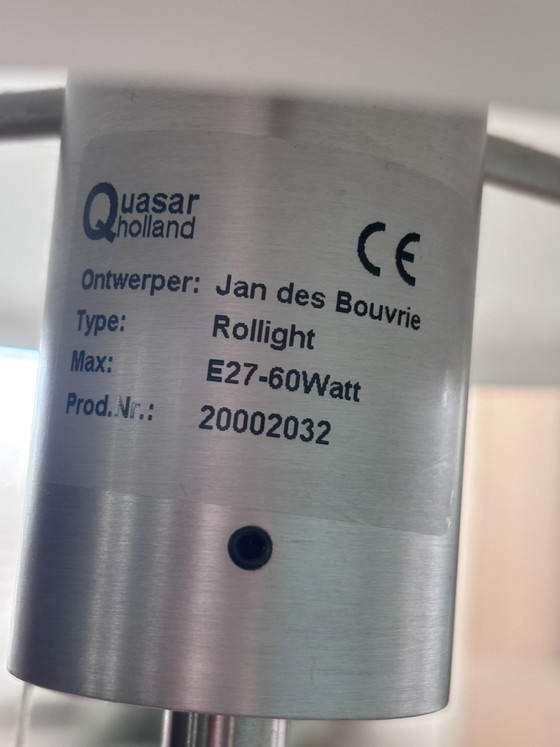 Quasar
holland
CE
Ontwerper: Jan des Bouvrie
Type: Rollight
Max: E27-60Watt
Prod.Nr.: 20002032